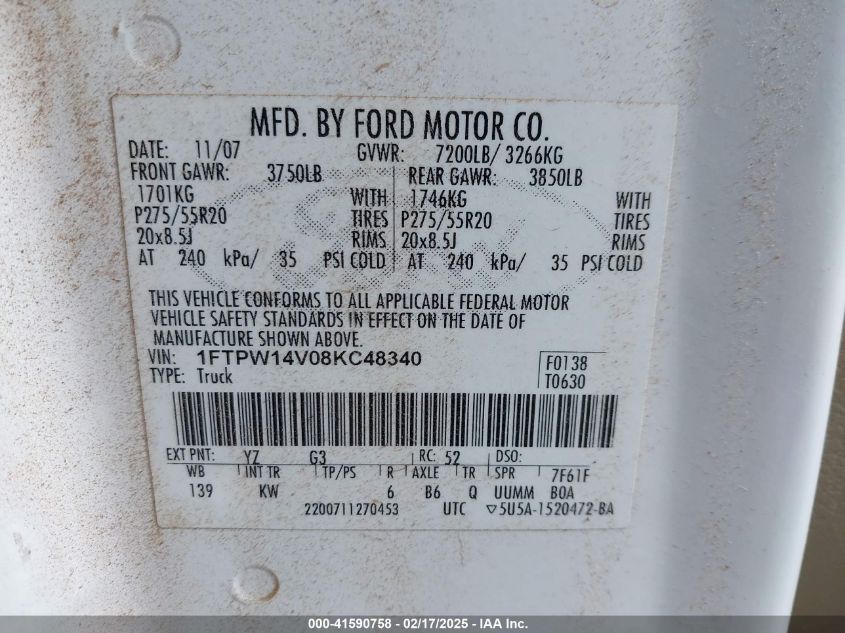 MFD. BY FORD MOTOR CO.
DATE: 11/07 GVWR: 7200LB/ 3266KG
FRONT GAWR: 3750LB REAR GAWR: 3850LB
1701KG WITH 1746KG WITH
P275/55R20 TIRES P275/55R20 TIRES
20x8.5J RIMS 20x8.5J RIMS
AT 240 kPa/ 35 PSI COLD AT 240 kPa/ 35 PSI COLD
THIS VEHICLE CONFORMS TO ALL APPLICABLE FEDERAL MOTOR
VEHICLE SAFETY STANDARDS IN EFFECT ON THE DATE OF
MANUFACTURE SHOWN ABOVE.
VIN: 1FTPW14V08KC48340 F0138
TYPE: Truck T0630
EXT PNT: YZ G3 RC: 52 DSO:
WB INT TR TP/PS R AXLE TR SPR 7F61F
139 KW 6 B6 Q UUMM BOA
2200711270453 UTC ▽5U5A-1520472-BA
000-41590758 - 02/17/2025 - IAA Inc.